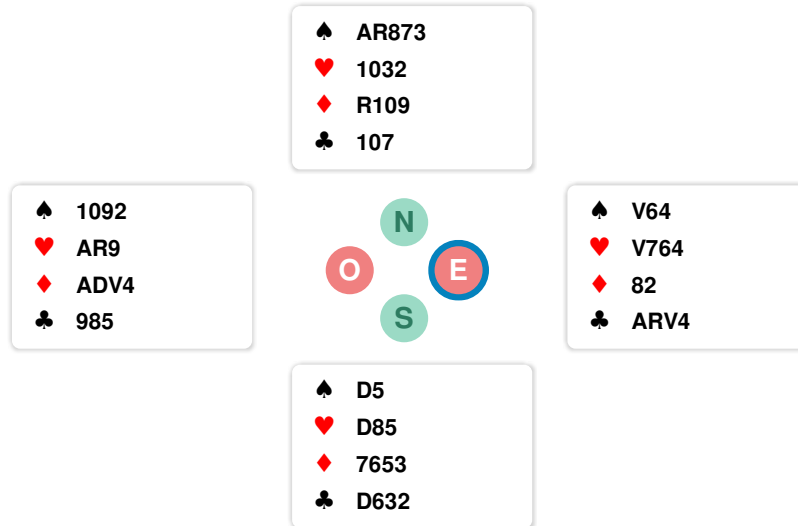 ♠ AR873
♥ 1032
♦ R109
♣ 107
♠ 1092
♥ AR9
♦ ADV4
♣ 985
N
O
E
S
♠ V64
♥ V764
♦ 82
♣ ARV4
♠ D5
♥ D85
♦ 7653
♣ D632